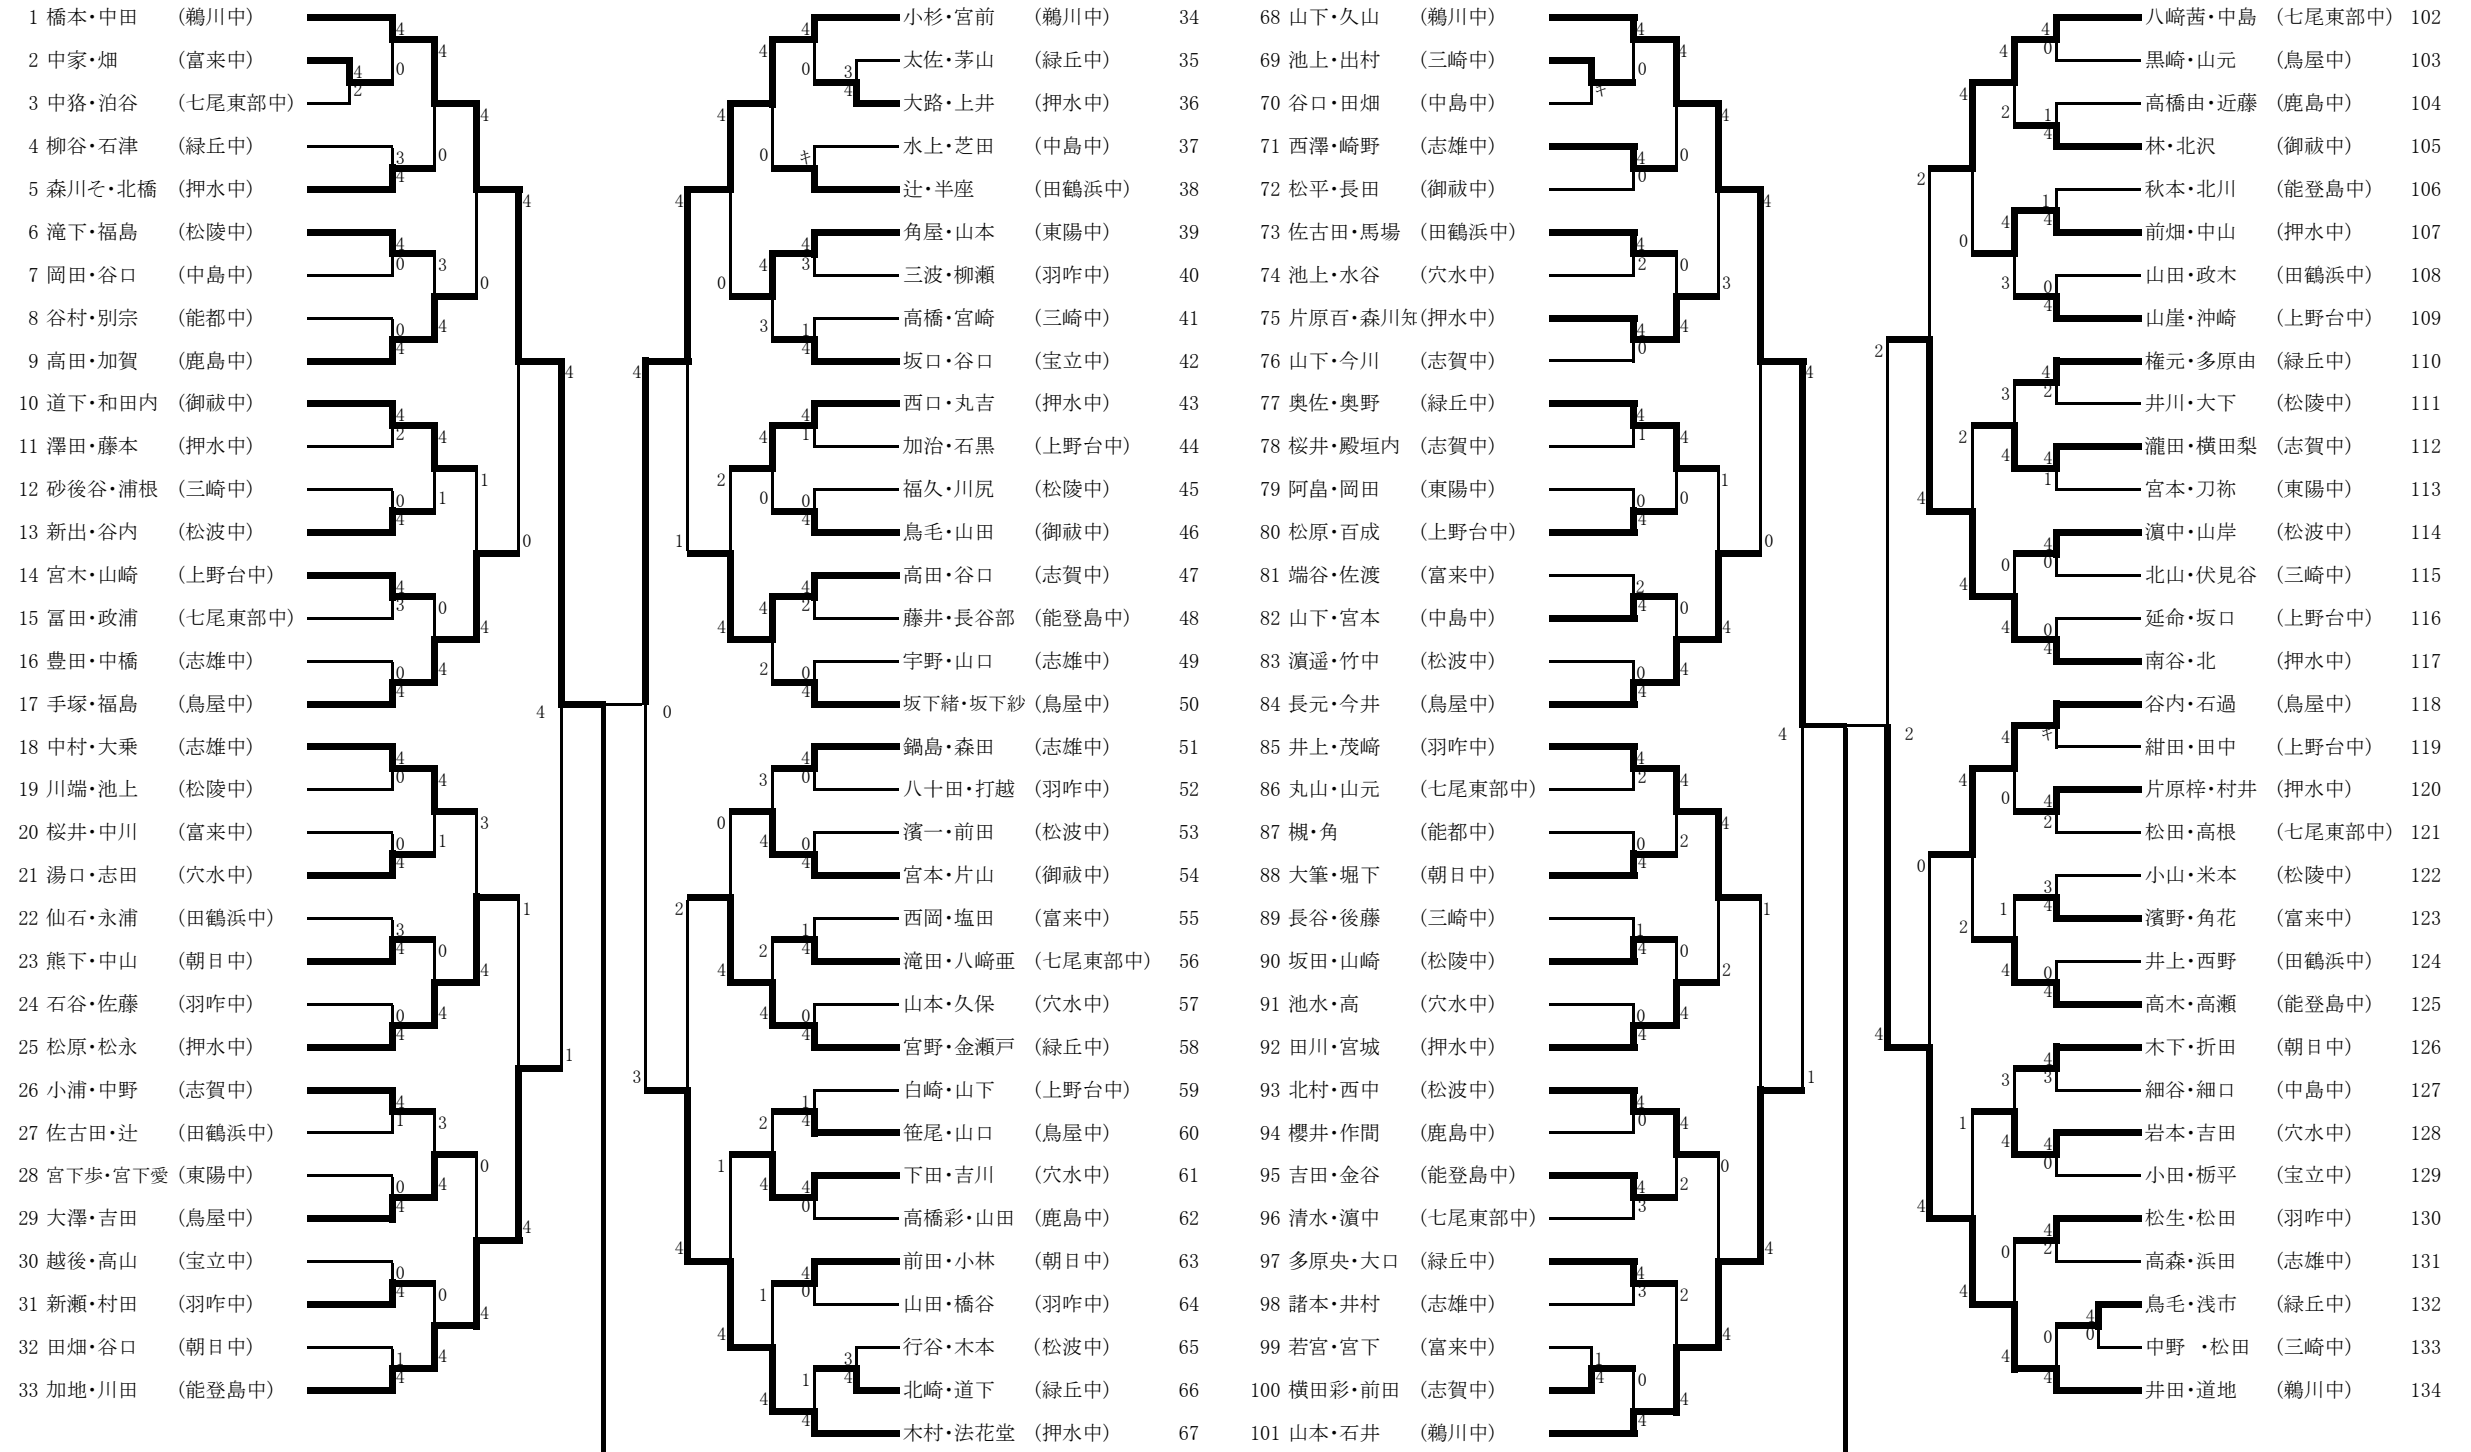 1 橋本・中田 (鵜川中)
2 中家・畑 (富来中)
3 中狢・泊谷 (七尾東部中)
4 柳谷・石津 (緑丘中)
5 森川そ・北橋 (押水中)
6 滝下・福島 (松陵中)
7 岡田・谷口 (中島中)
8 谷村・別宗 (能都中)
9 高田・加賀 (鹿島中)
10 道下・和田内 (御祓中)
11 澤田・藤本 (押水中)
12 砂後谷・浦根 (三崎中)
13 新出・谷内 (松波中)
14 宮木・山崎 (上野台中)
15 冨田・政浦 (七尾東部中)
16 豊田・中橋 (志雄中)
17 手塚・福島 (鳥屋中)
18 中村・大乗 (志雄中)
19 川端・池上 (松陵中)
20 桜井・中川 (富来中)
21 湯口・志田 (穴水中)
22 仙石・永浦 (田鶴浜中)
23 熊下・中山 (朝日中)
24 石谷・佐藤 (羽咋中)
25 松原・松永 (押水中)
26 小浦・中野 (志賀中)
27 佐古田・辻 (田鶴浜中)
28 宮下歩・宮下愛 (東陽中)
29 大澤・吉田 (鳥屋中)
30 越後・高山 (宝立中)
31 新瀬・村田 (羽咋中)
32 田畑・谷口 (朝日中)
33 加地・川田 (能登島中)
小杉・宮前 (鵜川中) 34
太佐・茅山 (緑丘中) 35
大路・上井 (押水中) 36
水上・芝田 (中島中) 37
辻・半座 (田鶴浜中) 38
角屋・山本 (東陽中) 39
三波・柳瀬 (羽咋中) 40
高橋・宮崎 (三崎中) 41
坂口・谷口 (宝立中) 42
西口・丸吉 (押水中) 43
加治・石黒 (上野台中) 44
福久・川尻 (松陵中) 45
鳥毛・山田 (御祓中) 46
高田・谷口 (志賀中) 47
藤井・長谷部 (能登島中) 48
宇野・山口 (志雄中) 49
坂下緒・坂下紗 (鳥屋中) 50
鍋島・森田 (志雄中) 51
八十田・打越 (羽咋中) 52
濱一・前田 (松波中) 53
宮本・片山 (御祓中) 54
西岡・塩田 (富来中) 55
滝田・八﨑亜 (七尾東部中) 56
山本・久保 (穴水中) 57
宮野・金瀬戸 (緑丘中) 58
白崎・山下 (上野台中) 59
笹尾・山口 (鳥屋中) 60
下田・吉川 (穴水中) 61
高橋彩・山田 (鹿島中) 62
前田・小林 (朝日中) 63
山田・橋谷 (羽咋中) 64
行谷・木本 (松波中) 65
北崎・道下 (緑丘中) 66
木村・法花堂 (押水中) 67
68 山下・久山 (鵜川中)
69 池上・出村 (三崎中)
70 谷口・田畑 (中島中)
71 西澤・崎野 (志雄中)
72 松平・長田 (御祓中)
73 佐古田・馬場 (田鶴浜中)
74 池上・水谷 (穴水中)
75 片原百・森川知 (押水中)
76 山下・今川 (志賀中)
77 奥佐・奥野 (緑丘中)
78 桜井・殿垣内 (志賀中)
79 阿畠・岡田 (東陽中)
80 松原・百成 (上野台中)
81 端谷・佐渡 (富来中)
82 山下・宮本 (中島中)
83 濵遥・竹中 (松波中)
84 長元・今井 (鳥屋中)
85 井上・茂﨑 (羽咋中)
86 丸山・山元 (七尾東部中)
87 槻・角 (能都中)
88 大筆・堀下 (朝日中)
89 長谷・後藤 (三崎中)
90 坂田・山崎 (松陵中)
91 池水・高 (穴水中)
92 田川・宮城 (押水中)
93 北村・西中 (松波中)
94 櫻井・作間 (鹿島中)
95 吉田・金谷 (能登島中)
96 清水・濵中 (七尾東部中)
97 多原央・大口 (緑丘中)
98 諸本・井村 (志雄中)
99 若宮・宮下 (富来中)
100 横田彩・前田 (志賀中)
101 山本・石井 (鵜川中)
八﨑茜・中島 (七尾東部中) 102
黒崎・山元 (鳥屋中) 103
高橋由・近藤 (鹿島中) 104
林・北沢 (御祓中) 105
秋本・北川 (能登島中) 106
前畑・中山 (押水中) 107
山田・政木 (田鶴浜中) 108
山崖・沖崎 (上野台中) 109
権元・多原由 (緑丘中) 110
井川・大下 (松陵中) 111
瀧田・横田梨 (志賀中) 112
宮本・刀祢 (東陽中) 113
濵中・山岸 (松波中) 114
北山・伏見谷 (三崎中) 115
延命・坂口 (上野台中) 116
南谷・北 (押水中) 117
谷内・石過 (鳥屋中) 118
紺田・田中 (上野台中) 119
片原梓・村井 (押水中) 120
松田・高根 (七尾東部中) 121
小山・米本 (松陵中) 122
濱野・角花 (富来中) 123
井上・西野 (田鶴浜中) 124
高木・高瀬 (能登島中) 125
木下・折田 (朝日中) 126
細谷・細口 (中島中) 127
岩本・吉田 (穴水中) 128
小田・栃平 (宝立中) 129
松生・松田 (羽咋中) 130
高森・浜田 (志雄中) 131
鳥毛・浅市 (緑丘中) 132
中野 ・松田 (三崎中) 133
井田・道地 (鵜川中) 134